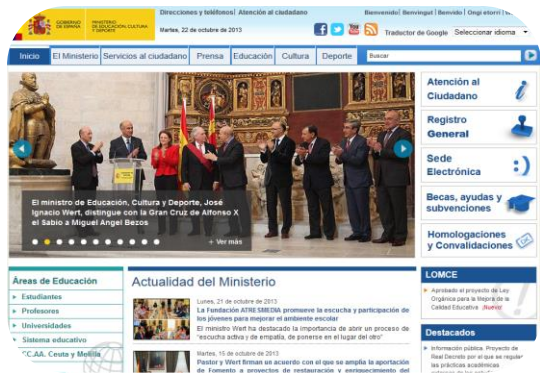 GOBIERNO
DE ESPAÑA
MINISTERIO
DE EDUCACIÓN, CULTURA
Y DEPORTE
Direcciones y teléfonos| Atención al ciudadano
Bienvenido| Benvingut| Benvido | Ongi etorri |
Martes, 22 de octubre de 2013
Traductor de Google
Seleccionar idioma
Inicio
El Ministerio
Servicios al ciudadano
Prensa
Educación
Cultura
Deporte
Buscar
El ministro de Educación, Cultura y Deporte, José
Ignacio Wert, distingue con la Gran Cruz de Alfonso X
el Sabio a Miguel Angel Bezos
+ Ver más
Atención al
Ciudadano
Registro
General
Sede
Electrónica
Becas, ayudas y
subvenciones
Homologaciones
y Convalidaciones
Áreas de Educación
Estudiantes
Profesores
Universidades
Sistema educativo
CC.AA. Ceuta y Melilla
Actualidad del Ministerio
Lunes, 21 de octubre de 2013
La Fundación ATRESMEDIA promueve la escucha y participación de
los jóvenes para mejorar el ambiente escolar
El ministro Wert ha destacado la importancia de abrir un proceso de
"escucha activa y de empatía, de ponerse en el lugar del otro"
Martes, 15 de octubre de 2013
Pastor y Wert firman un acuerdo con el que se amplía la aportación
de Fomento a proyectos de restauración y enriquecimiento del
LOMCE
Aprobado el proyecto de Ley
Orgánica para la Mejora de la
Calidad Educativa ¡Nuevo!
Destacados
Información pública. Proyecto de
Real Decreto por el que se regulan
las prácticas académicas